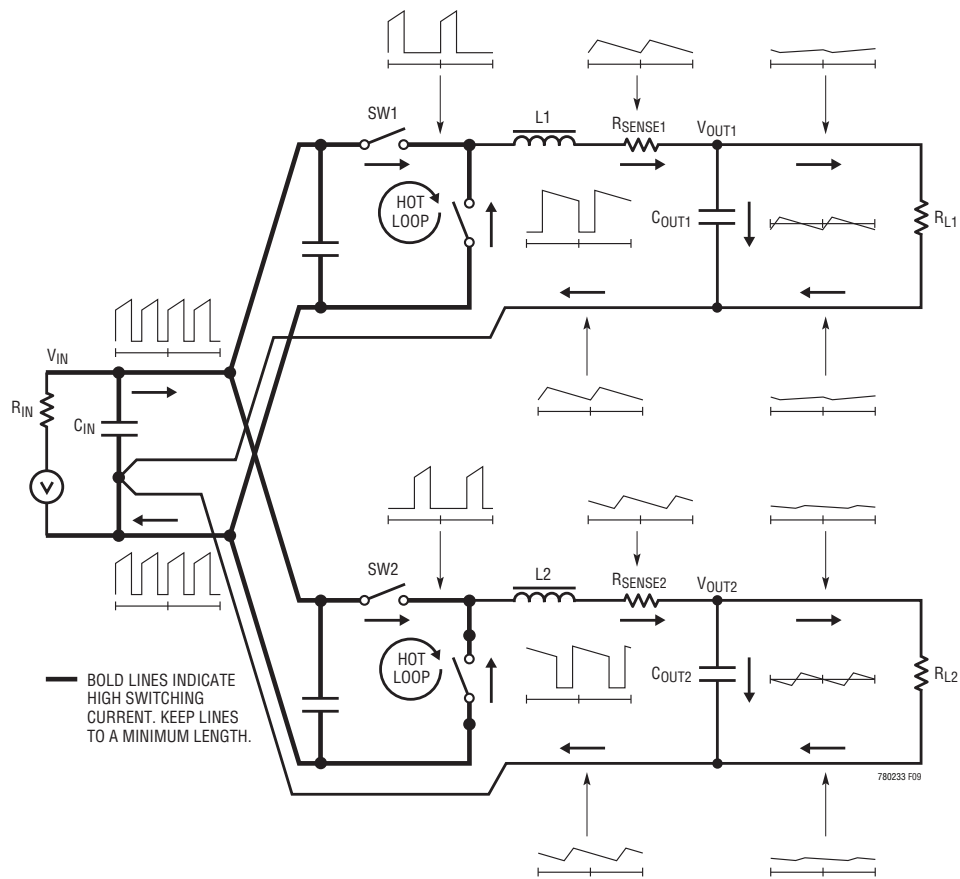 SW1
L1
RSENSE1
VOUT1
HOT
LOOP
COUT1
RL1
VIN
RIN
CIN
V
SW2
L2
RSENSE2
VOUT2
HOT
LOOP
COUT2
RL2
BOLD LINES INDICATE
HIGH SWITCHING
CURRENT. KEEP LINES
TO A MINIMUM LENGTH.
780233 F09